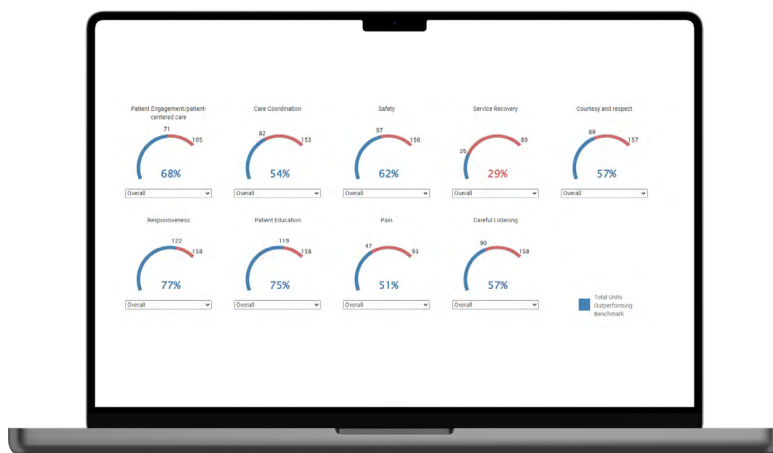 Patient Engagement/patient-
centered care
71
105
68%
Overall
Care Coordination
82
153
54%
Overall
Safety
97
156
62%
Overall
Service Recovery
26
89
29%
Overall
Courtesy and respect
89
157
57%
Overall
Responsiveness
122
158
77%
Overall
Patient Education
119
159
75%
Overall
Pain
47
93
51%
Overall
Careful Listening
90
158
57%
Overall
Total Units
Outperforming
Benchmark